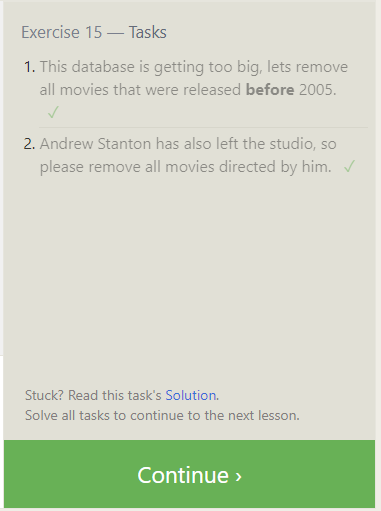 Exercise 15 — Tasks
1. This database is getting too big, lets remove
all movies that were released before 2005.
✓
2. Andrew Stanton has also left the studio, so
please remove all movies directed by him. ✓
Stuck? Read this task's Solution.
Solve all tasks to continue to the next lesson.
Continue ›